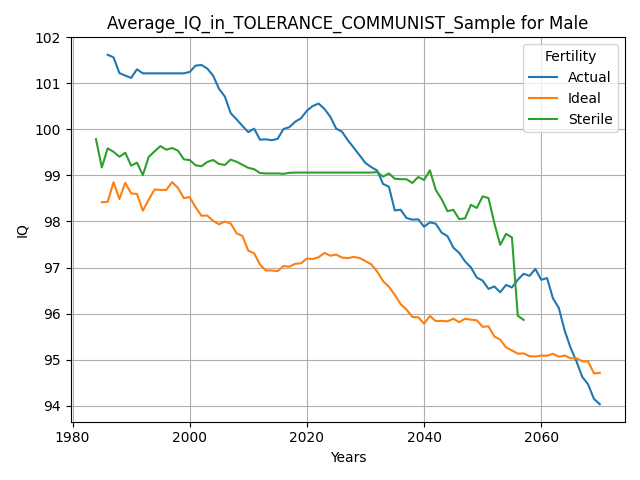 Average_IQ_in_TOLERANCE_COMMUNIST_Sample for Male
102
101
100
99
98
97
96
95
94
IQ
Fertility
Actual
Ideal
Sterile
1980
2000
2020
2040
2060
Years